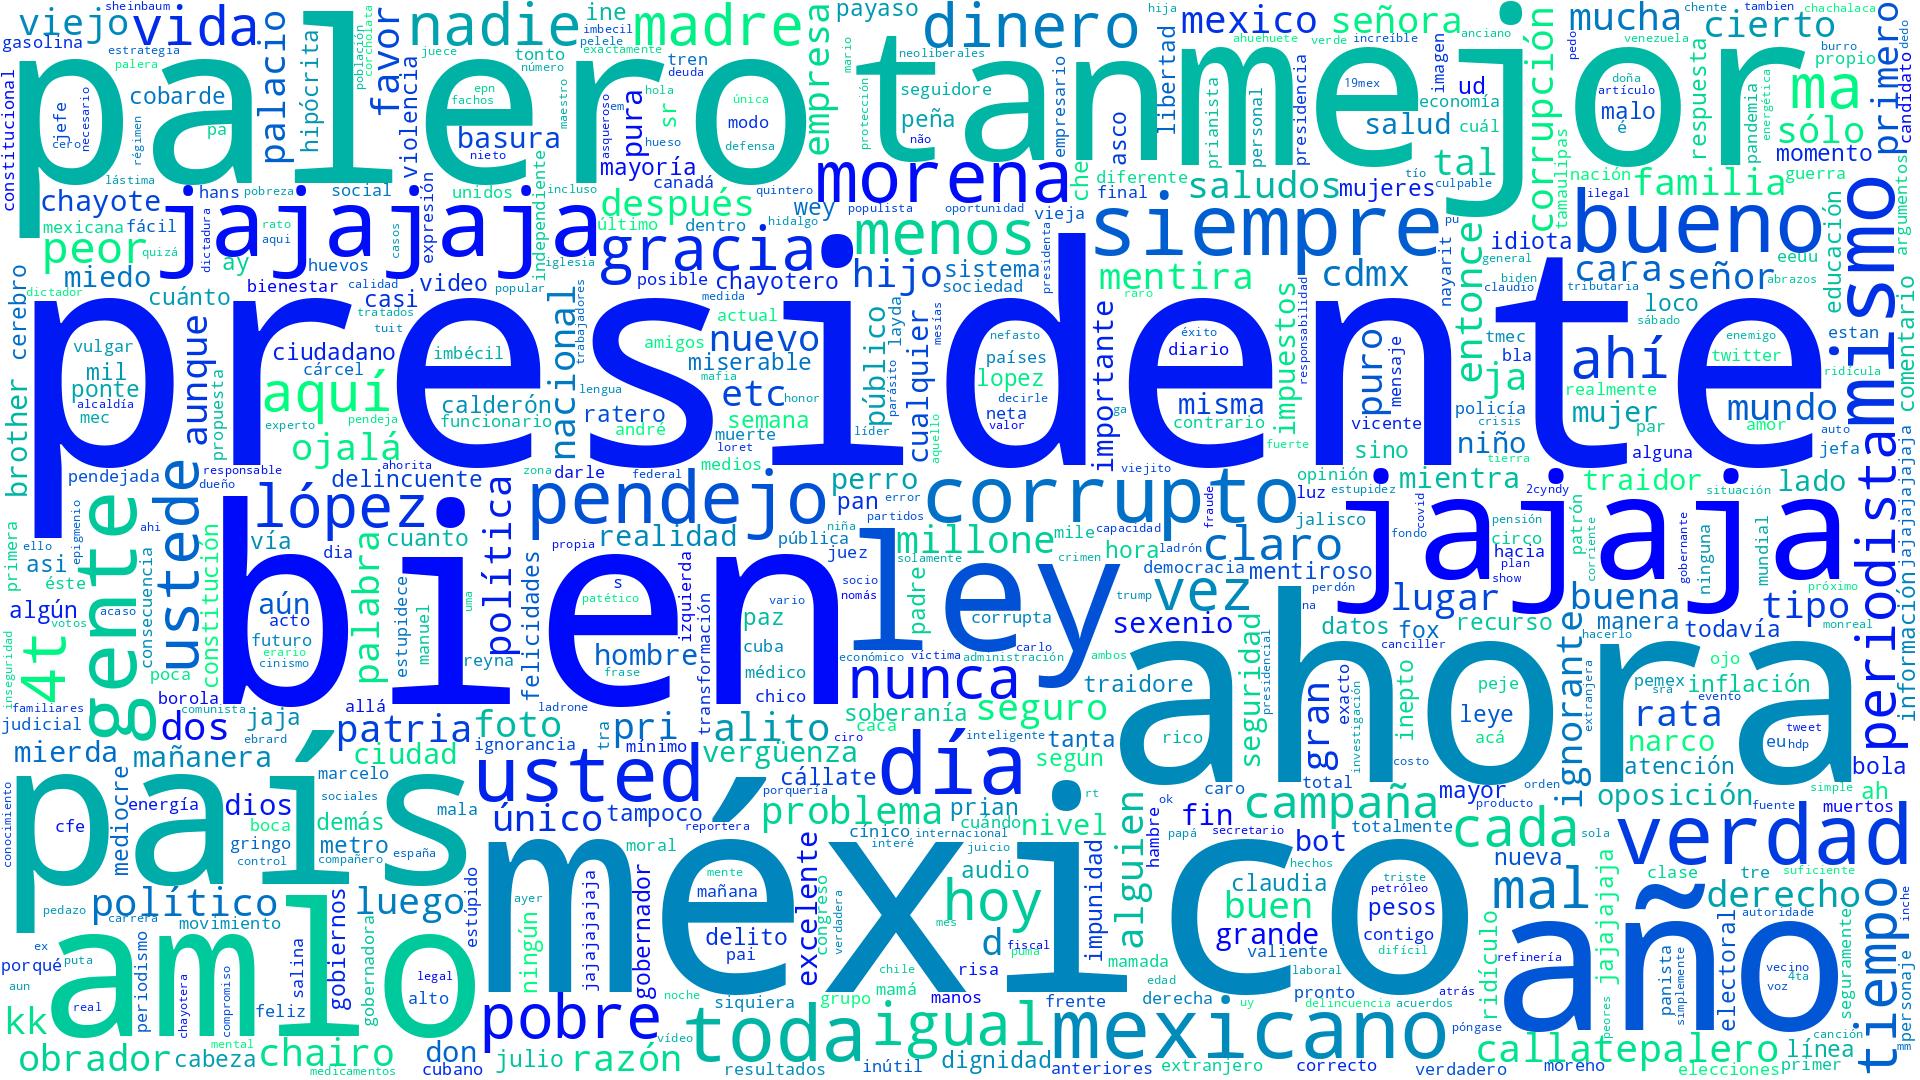 viejo vida nadie ine madre payaso dinero mexico señora mucha cierto
sheinbaum imbecil pelele empresa hija chente tambien chachalaca
gasolina estrategia palera palacio hipócrita favor tonto número exactamente neoliberales ahuehuete verde increíble anciano venezuela burro propio primero
palero tan mejor
constitucional cobarde jefe cero necesario régimen pa lástima violencia epn fachos basura nieto tren deuda hola sr pura hueso única modo defensa seguidore peña não empresario libertad prianista personal presidencia 19mex salud imagen ud economía cuál tal corrupción doña artículo malo é respuesta pandemia energética ma sólo momento candidato dedo
chayote hans pobreza social unidos incluso mayoría canadá quintero morena vasco che diferente final saludos mujeres tío culpable nación ilegal familia guerra
mexicana fácil jajajaja expresión independiente último después dentro hidalgo wey populista oportunidad vieja siempre tamaulipas bueno periodistamismo argumentos
peor quizá dictadura rato aqui casos iglesia gracia menos idiota general eeuu educación
miedo ay huevos bienestar calidad video popular posible chayotero hijo sistema sociedad presidenta mentira cdmx nayarit entonce biden claudio tributaria cara señor abrazos
dictador cuánto casi tratados tuit nacional trabajadores medida actual público layda mesías raro importante impuestos responsabilidad loco sábado
presidente
cerebro brother vulgar mil ponte alcaldía mec aunque propuesta ciudadano cárcel aquí experto pendeja imbécil calderón funcionario lengua amigos nuevo miserable mafia etc honor ratero andré semana muerte loret parásito líder cualquier aquello nefasto países lopez decirle neta valor éxito diario misma contrario ga fuerte puro mensaje vicente tmec bla ja policía crisis ahí realmente mujer par twitter enemigo mundo amor auto estan ridícula comentario
ojalá sino niño alguna tierra jefa
pendejada responsable dueño ahorita delincuente zona darle federal medios perro viejito opinión mientra traidor situación lado
gente ustede lópez política pendejo pan error partidos corrupto fraude luz estupidez 2cyndy jajaja
primera ello ahi epigmenio vía dia cuanto palabra realidad niña pública millone mile capacidad claro jalisco covid fondo pensión circo hacia plan show patrón corriente gobernante ninguna mundial
asi éste consecuencia constitución propia juez solamente ladrón crimen hora democracia mentiroso perdón próximo
bien ley
algún acaso votos aún acto futuro erario cinismo estupidece manuel uma felicidades s patético izquierda vario paz socio nomás padre corrupta trump vez sexenio na lugar buena tipo monreal
4t inseguridad poca reyna hombre frase transformación cuba médico económico víctima administración carlo ambos seguridad presidencial datos fox recurso canciller manera hacerlo todavía
ahora
familiares borola comunista allá ladrone chico nunca traidore gran exacto investigación inepto peje leye acá ignorante extranjera pemex sra ojo evento inflación rata información
judicial dos jaja ebrard patria foto tra pri alito soberanía seguro rico narco tweet eu hdp
mierda mañanera ciudad ignorancia mínimo vergüenza ciro caca inteligente tanta según costo atención bola
país marcelo sociales usted porquería cállate día rt total mayor orden oposición simple ah
conocimiento cfe mediocre energía dios boca gringo control mala demás metro compañero españa único tampoco reportera problema prian cuando nivel alguien caro ok fin papá secretario campaña bot totalmente producto cada sola fuente muertos verdad
méxico
moral cínico interé internacional juicio hambre hechos nueva clase tre suficiente
político pedazo carrera movimiento gobiernos luego estúpido ayer ningún jajajajaja gobernador mente mañana delito pai excelente congreso verdadera audio hoy mes d fiscal puma impunidad claudia buen grande valiente triste petróleo pesos contigo difícil mal jajajaja derecho autoridade tiempo inche
amlo año
ex porqué puta aun real periodismo chayotera compromiso salina gobernadora legal alto chile risa mamada laboral refinería ridículo panista simplemente electoral vecino 4ta voz seguramente personaje
kk feliz pobre noche siquiera grupo mamá manos frente edad derecha uy pronto delincuencia acuerdos atrás peores
obrador cabeza mental chairo medicamentos don cubano julio razón vídeo toda resultados inútil igual dignidad mexicano anteriores extranjero correcto póngase verdadero moreno callatepalero elecciones canción línea primer mm